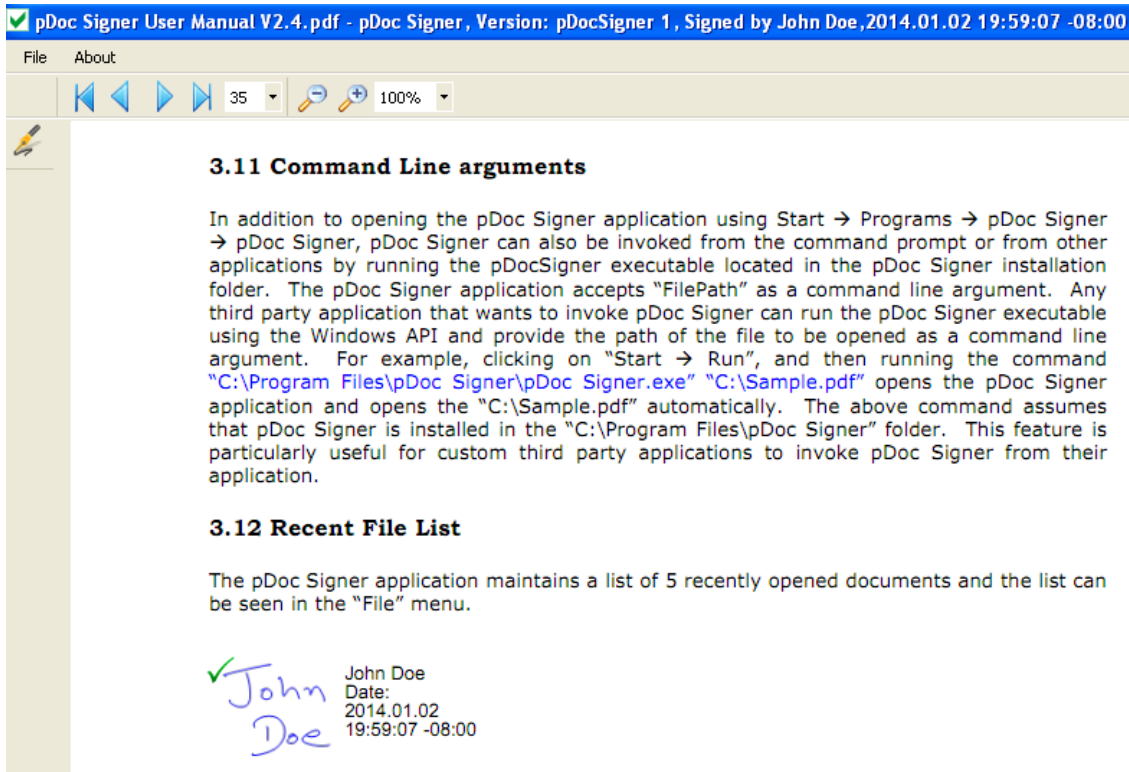 pDoc Signer User Manual V2.4.pdf - pDoc Signer, Version: pDocSigner 1, Signed by John Doe,2014.01.02 19:59:07 -08:00
File About
35 100%
3.11 Command Line arguments
In addition to opening the pDoc Signer application using Start → Programs → pDoc Signer
→ pDoc Signer, pDoc Signer can also be invoked from the command prompt or from other
applications by running the pDocSigner executable located in the pDoc Signer installation
folder. The pDoc Signer application accepts “FilePath” as a command line argument. Any
third party application that wants to invoke pDoc Signer can run the pDoc Signer executable
using the Windows API and provide the path of the file to be opened as a command line
argument. For example, clicking on “Start → Run”, and then running the command
“C:\Program Files\pDoc Signer\pDoc Signer.exe” “C:\Sample.pdf” opens the pDoc Signer
application and opens the “C:\Sample.pdf” automatically. The above command assumes
that pDoc Signer is installed in the “C:\Program Files\pDoc Signer” folder. This feature is
particularly useful for custom third party applications to invoke pDoc Signer from their
application.
3.12 Recent File List
The pDoc Signer application maintains a list of 5 recently opened documents and the list can
be seen in the “File” menu.
John
Doe
John Doe
Date:
2014.01.02
19:59:07 -08:00